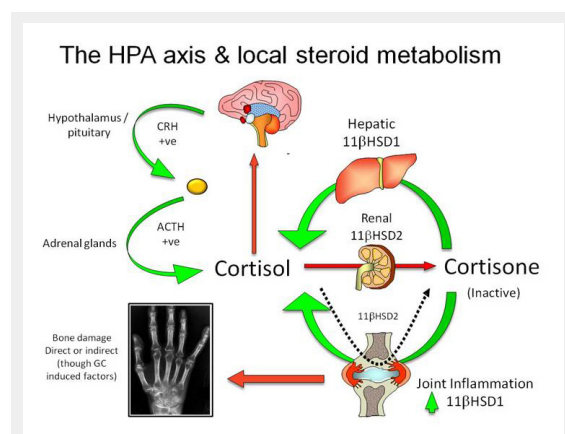 The HPA axis & local steroid metabolism
Hypothalamus /
pituitary
CRH
+ve
Hepatic
11βHSD1
Adrenal glands
ACTH
+ve
Renal
11βHSD2
Cortisol
Cortisone
(Inactive)
11βHSD2
Bone damage
Direct or indirect
(though GC
induced factors)
Joint Inflammation
11βHSD1